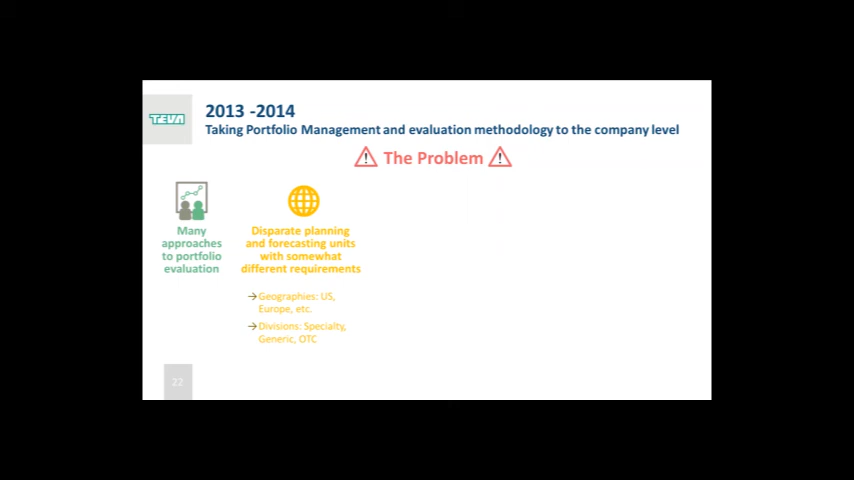 TEVA
2013 -2014
Taking Portfolio Management and evaluation methodology to the company level
! The Problem !
Many
approaches
to portfolio
evaluation
Disparate planning
and forecasting units
with somewhat
different requirements
→Geographies: US,
Europe, etc.
→Divisions: Specialty,
Generic, OTC
22